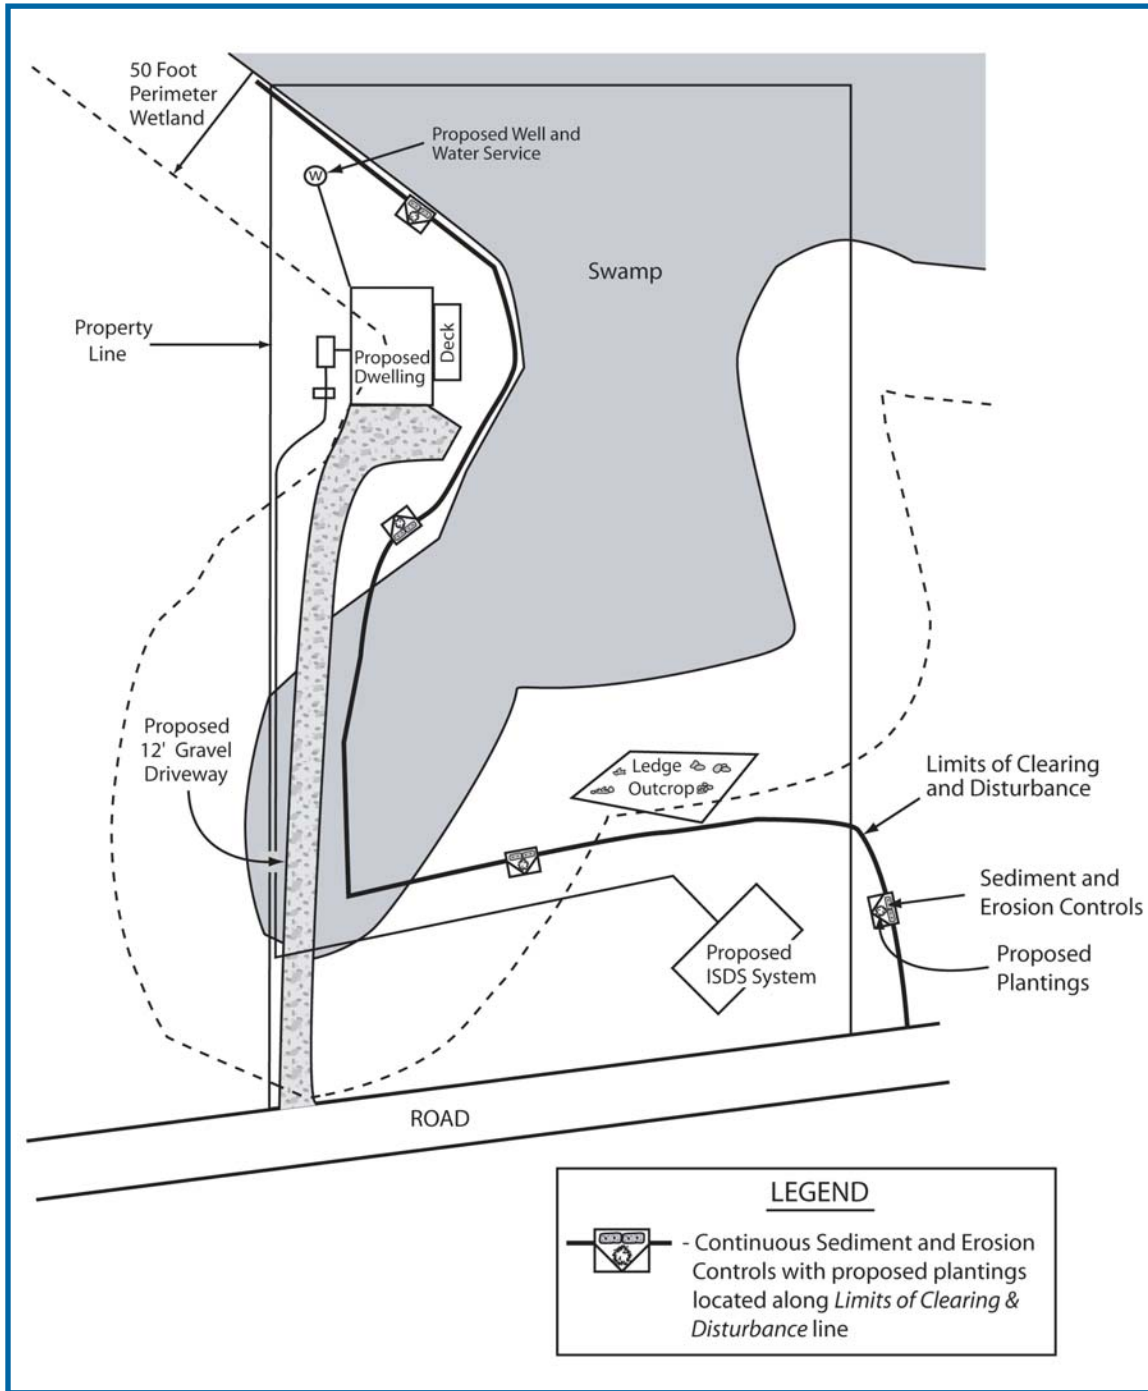 50 Foot
Perimeter
Wetland
Proposed Well and
Water Service
W
Swamp
Property
Line
Deck
Proposed
Dwelling
Proposed
12' Gravel
Driveway
Ledge
Outcrop
Limits of Clearing
and Disturbance
Sediment and
Erosion Controls
Proposed
ISDS System
Proposed
Plantings
ROAD
LEGEND
- Continuous Sediment and Erosion
Controls with proposed plantings
located along Limits of Clearing &
Disturbance line